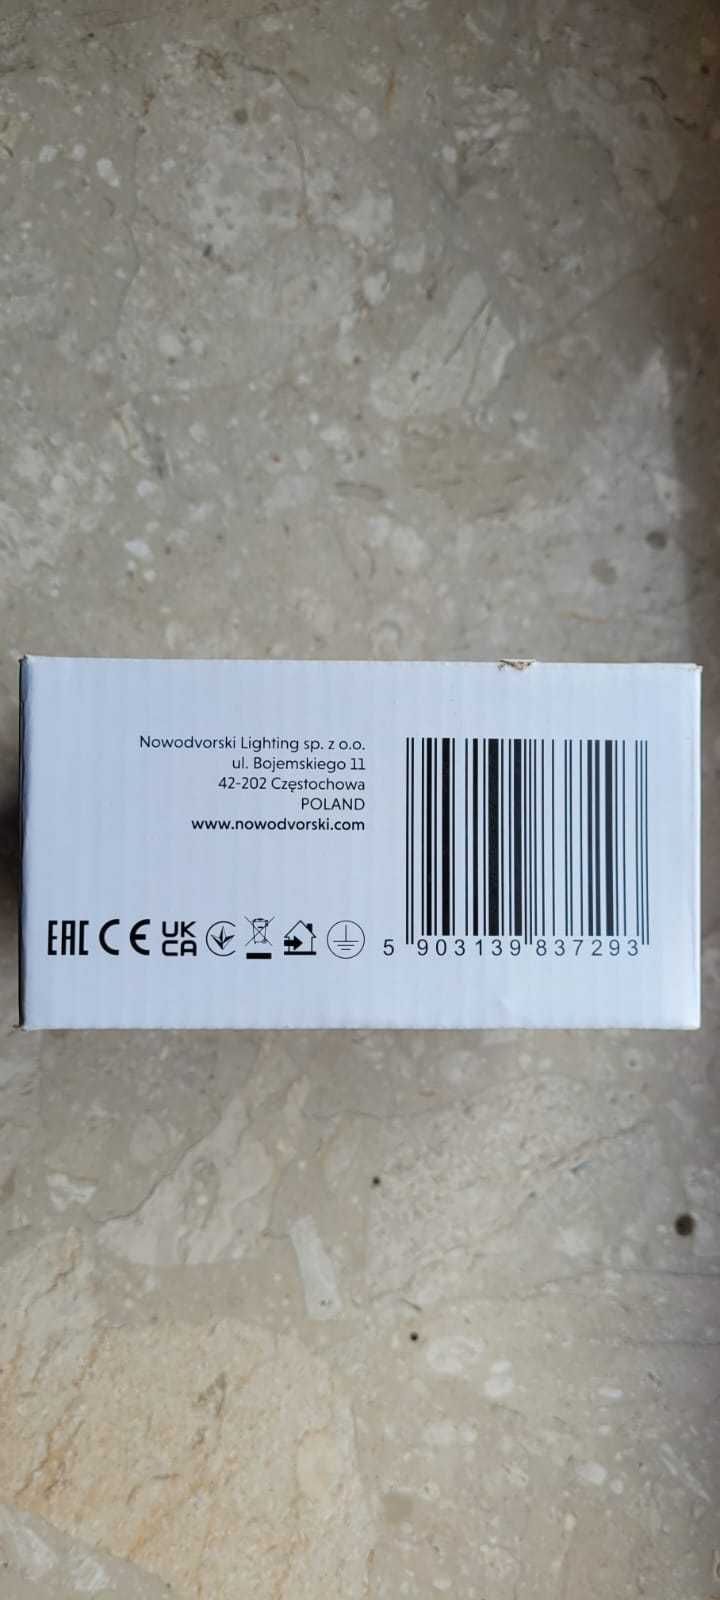 Nowodvorski Lighting sp. z o.o.
ul. Bojemskiego 11
42-202 Częstochowa
POLAND
www.nowodvorski.com
EAC CE UK CA
5 903139 837293